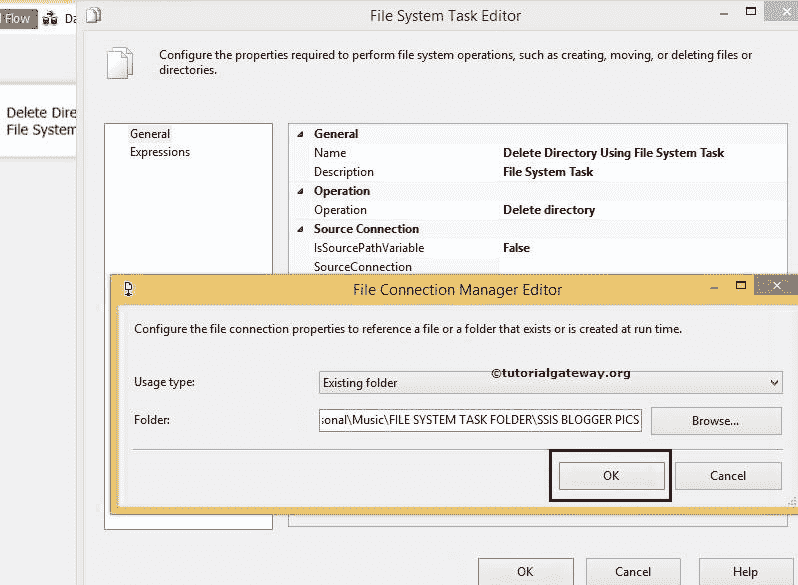 Flow
Da
File System Task Editor
Configure the properties required to perform file system operations, such as creating, moving, or deleting files or
directories.
Delete Dire
File System
General
Expressions
General
Name Delete Directory Using File System Task
Description File System Task
Operation
Operation Delete directory
Source Connection
IsSourcePathVariable False
SourceConnection
File Connection Manager Editor
Configure the file connection properties to reference a file or a folder that exists or is created at run time.
©tutorialgateway.org
Usage type: Existing folder
Folder: sonal\Music\FILE SYSTEM TASK FOLDER\SSIS BLOGGER PICS Browse...
OK Cancel
OK Cancel Help